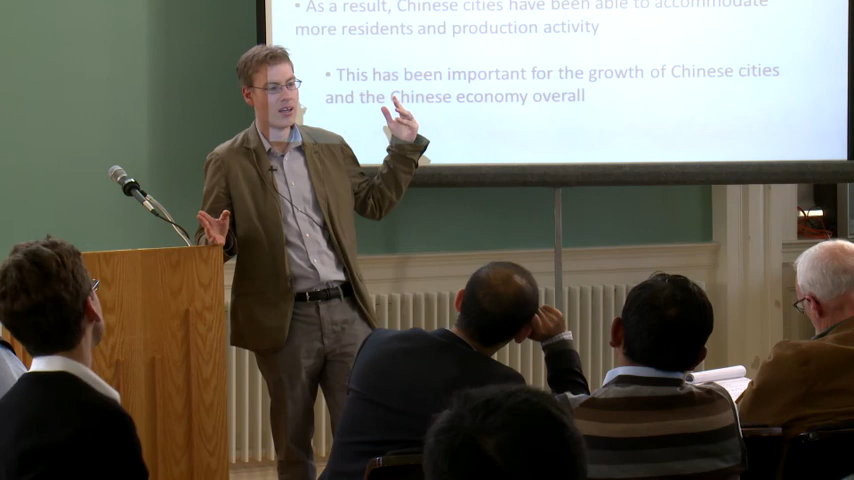 • As a result, Chinese cities have been able to accommodate
more residents and production activity
• This has been important for the growth of Chinese cities
and the Chinese economy overall